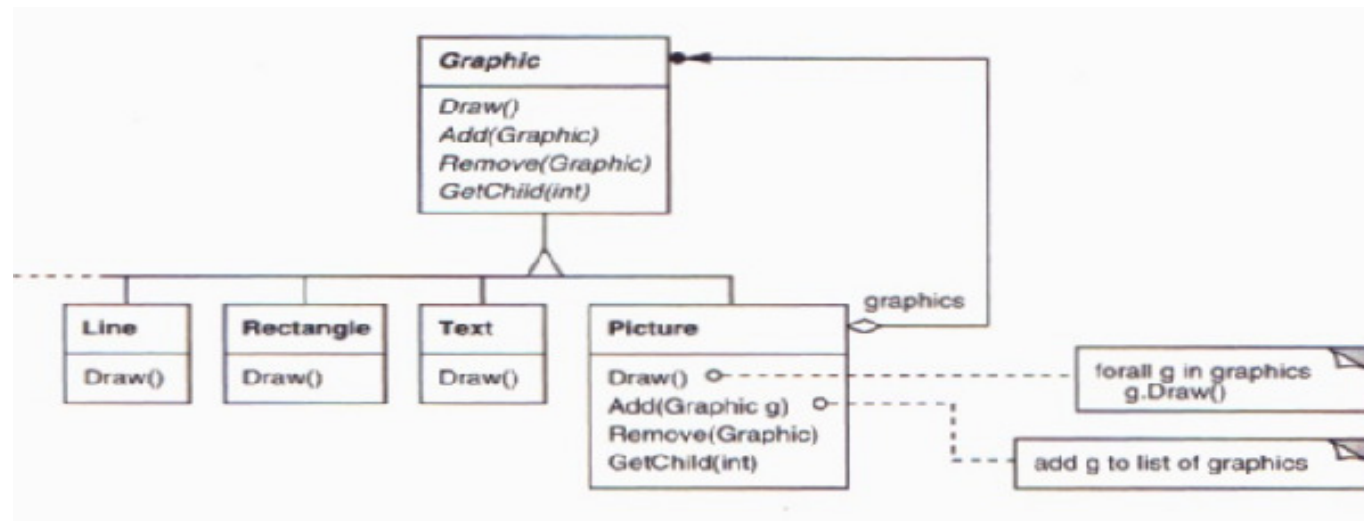 Graphic
Draw()
Add(Graphic)
Remove(Graphic)
GetChild(int)
graphics
Line
Draw()
Rectangle
Draw()
Text
Draw()
Picture
Draw()
Add(Graphic g)
Remove(Graphic)
GetChild(int)
forall g in graphics
g.Draw()
add g to list of graphics